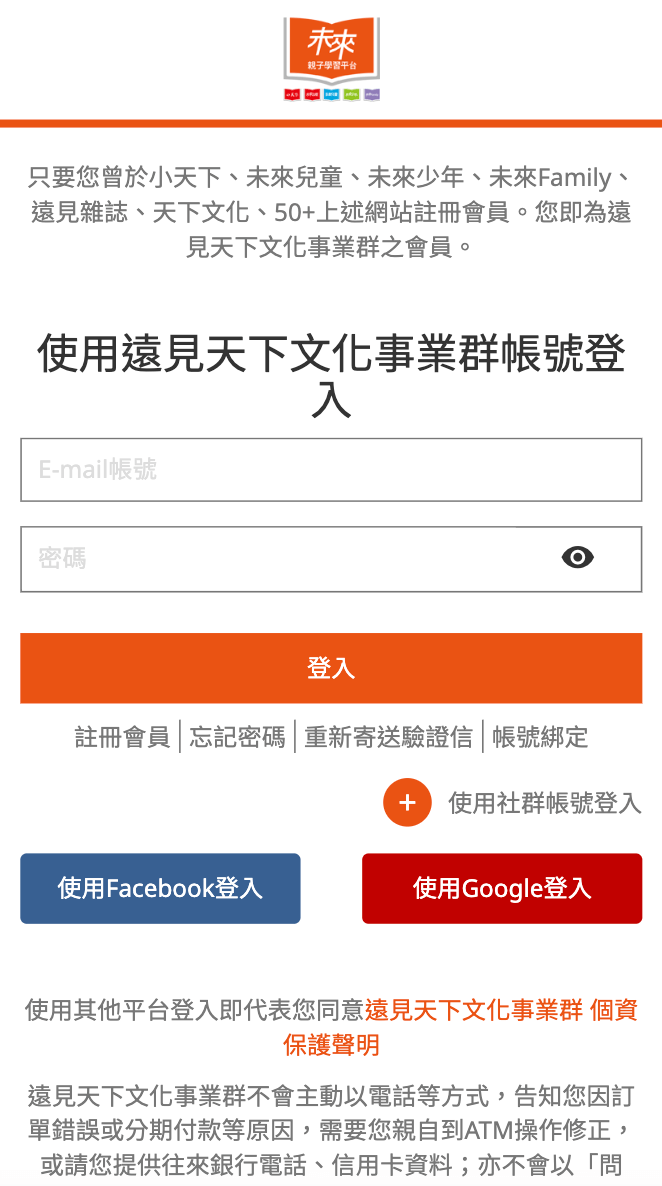 未來
親子學習平台
只要您曾於小天下、未來兒童、未來少年、未來Family、
遠見雜誌、天下文化、50+上述網站註冊會員。您即為遠
見天下文化事業群之會員。
使用遠見天下文化事業群帳號登
入
E-mail帳號
密碼
登入
註冊會員 忘記密碼 重新寄送驗證信 帳號綁定
+ 使用社群帳號登入
使用Facebook登入 使用Google登入
使用其他平台登入即代表您同意遠見天下文化事業群 個資
保護聲明
遠見天下文化事業群不會主動以電話等方式，告知您因訂
單錯誤或分期付款等原因，需要您親自到ATM操作修正，
或請您提供往來銀行電話、信用卡資料；亦不會以「問